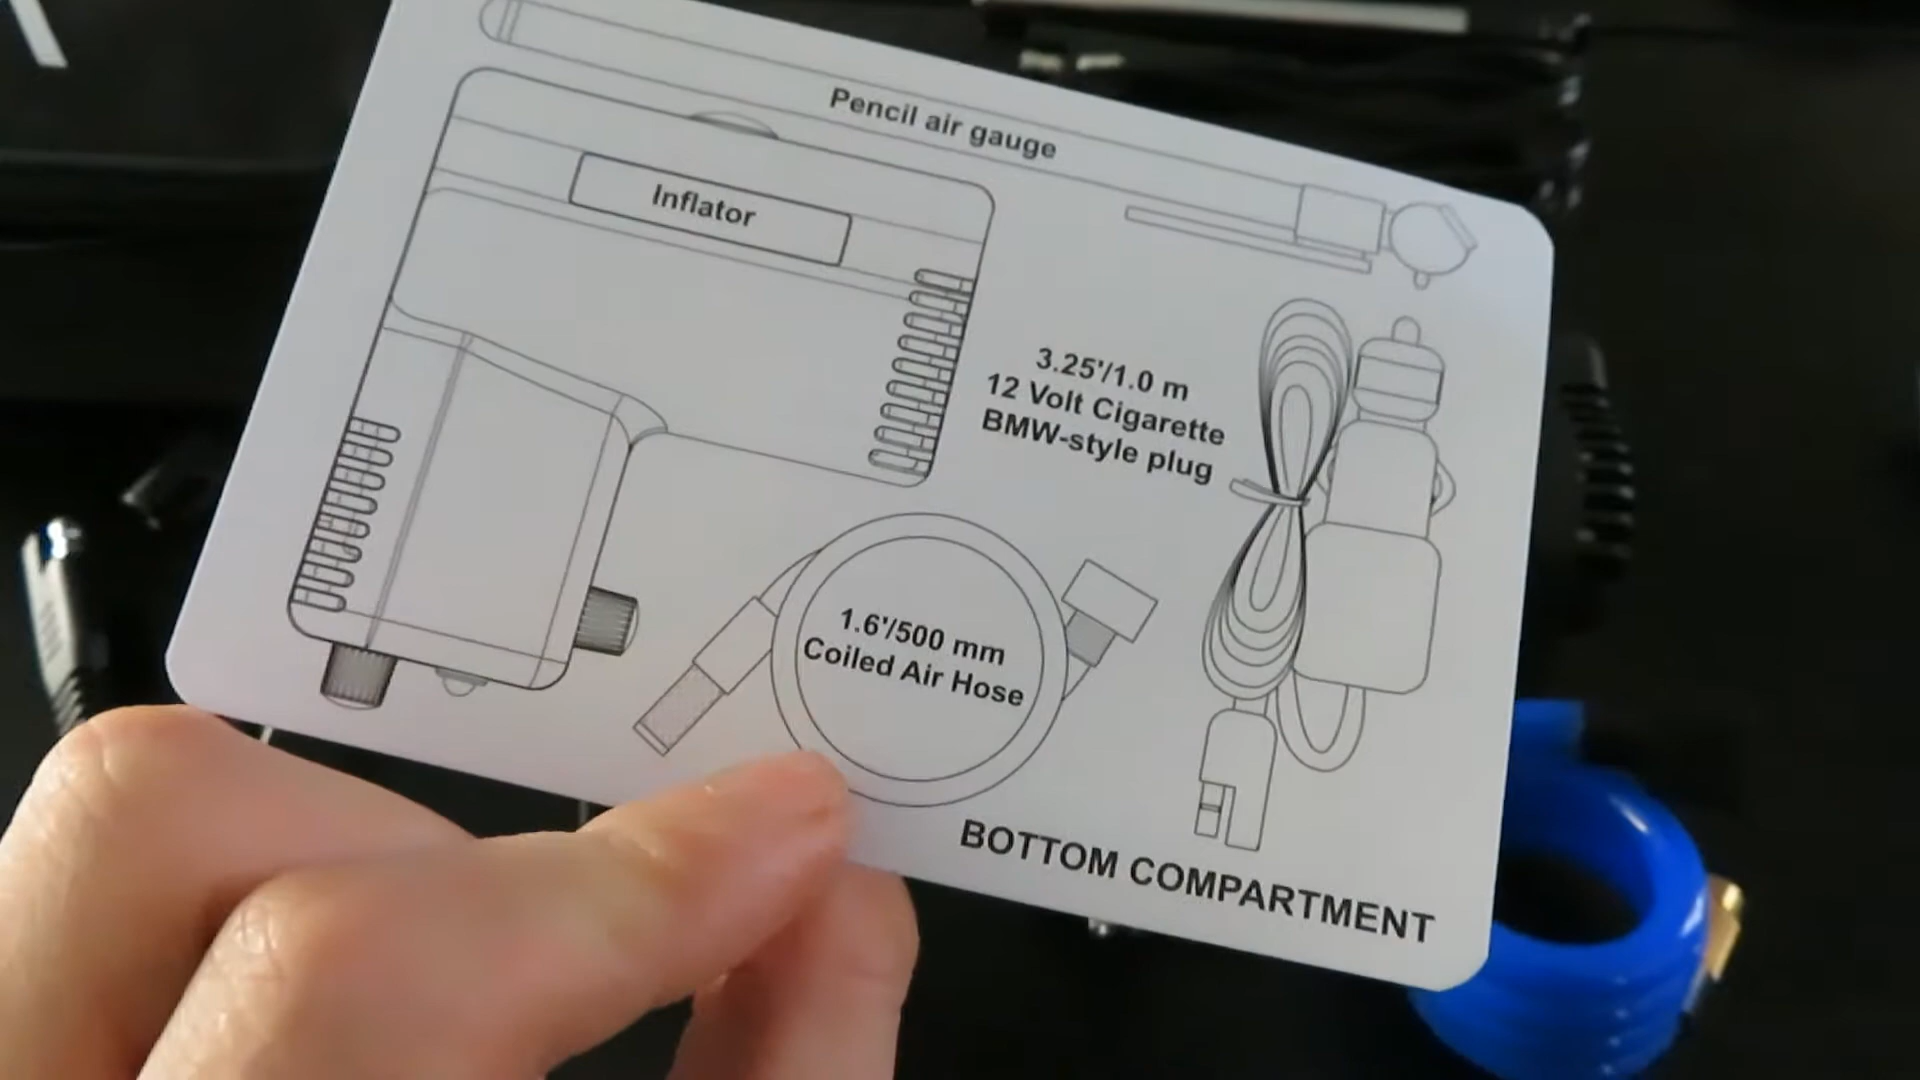 Pencil air gauge
Inflator
3.25'/1.0 m
12 Volt Cigarette
BMW-style plug
1.6'/500 mm
Coiled Air Hose
BOTTOM COMPARTMENT